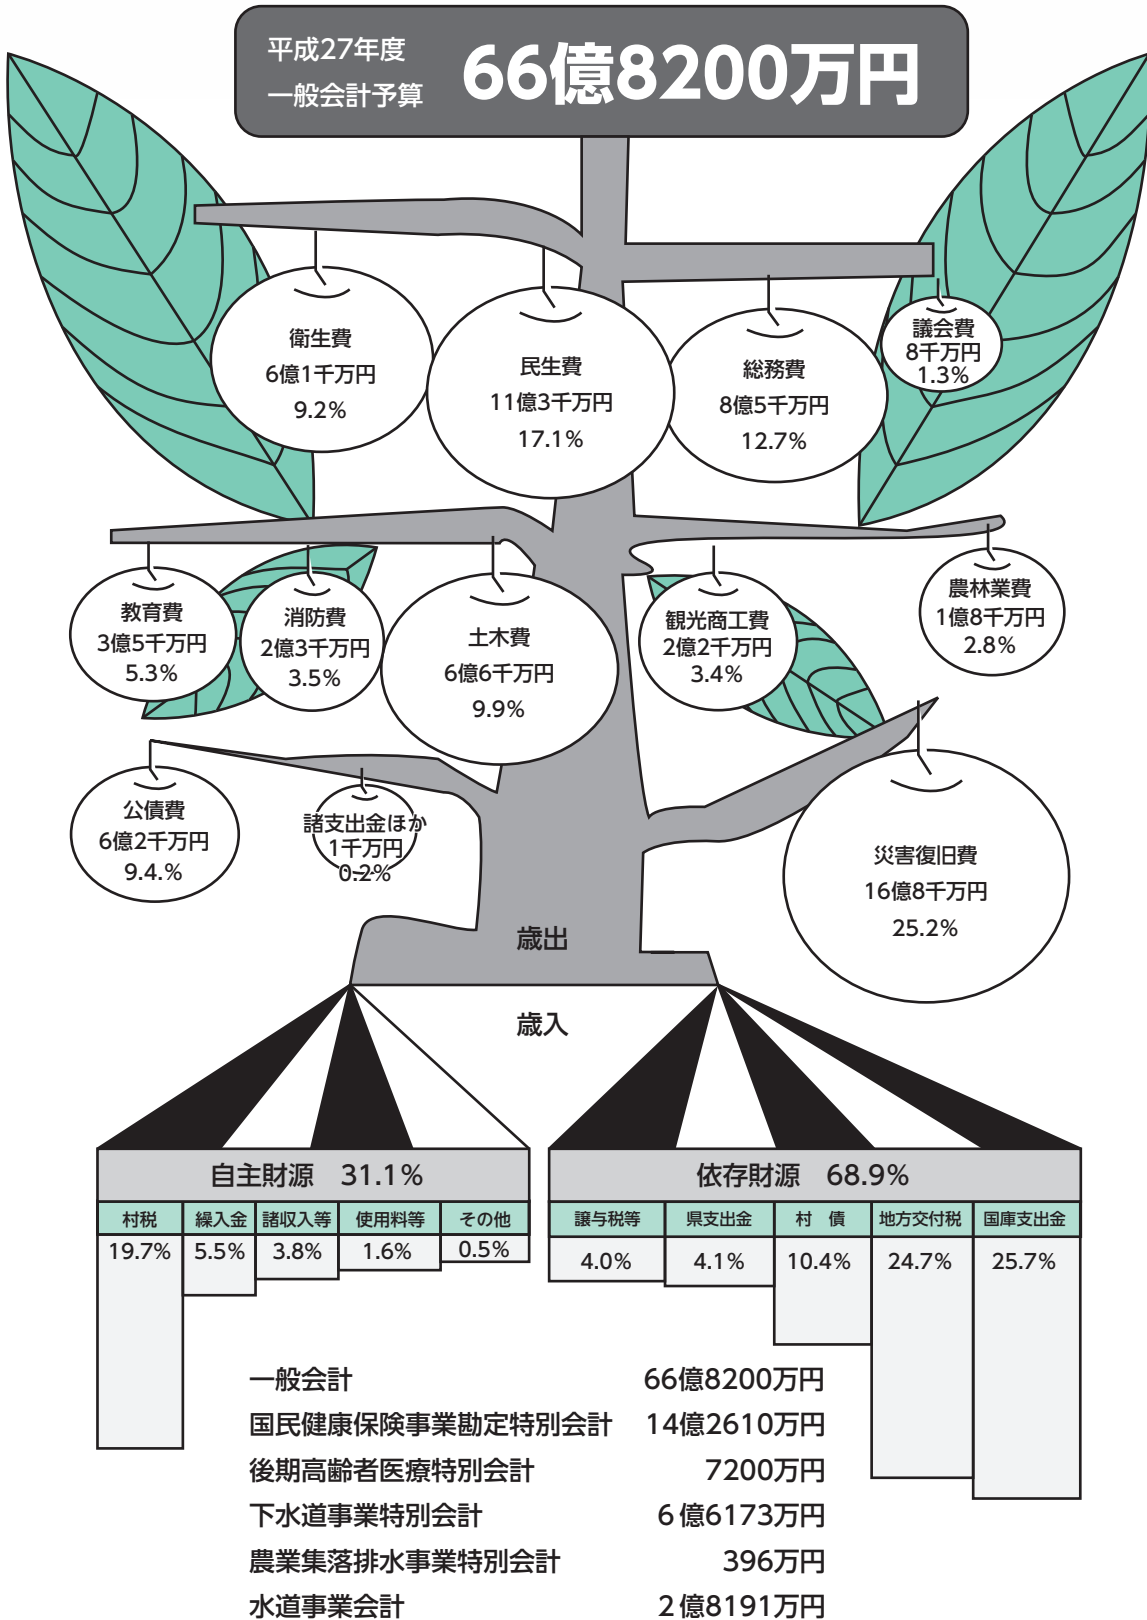 平成27年度
一般会計予算
66億8200万円
衛生費
6億1千万円
9.2%
民生費
11億3千万円
17.1%
総務費
8億5千万円
12.7%
議会費
8千万円
1.3%
教育費
3億5千万円
5.3%
消防費
2億3千万円
3.5%
土木費
6億6千万円
9.9%
観光商工費
2億2千万円
3.4%
農林業費
1億8千万円
2.8%
公債費
6億2千万円
9.4.%
諸支出金ほか
1千万円
0.2%
災害復旧費
16億8千万円
25.2%
歳出
歳入
自主財源 31.1%
村税 繰入金 諸収入等 使用料等 その他
19.7% 5.5% 3.8% 1.6% 0.5%
依存財源 68.9%
譲与税等 県支出金 村 債 地方交付税 国庫支出金
4.0% 4.1% 10.4% 24.7% 25.7%
一般会計 66億8200万円
国民健康保険事業勘定特別会計 14億2610万円
後期高齢者医療特別会計 7200万円
下水道事業特別会計 6億6173万円
農業集落排水事業特別会計 396万円
水道事業会計 2億8191万円